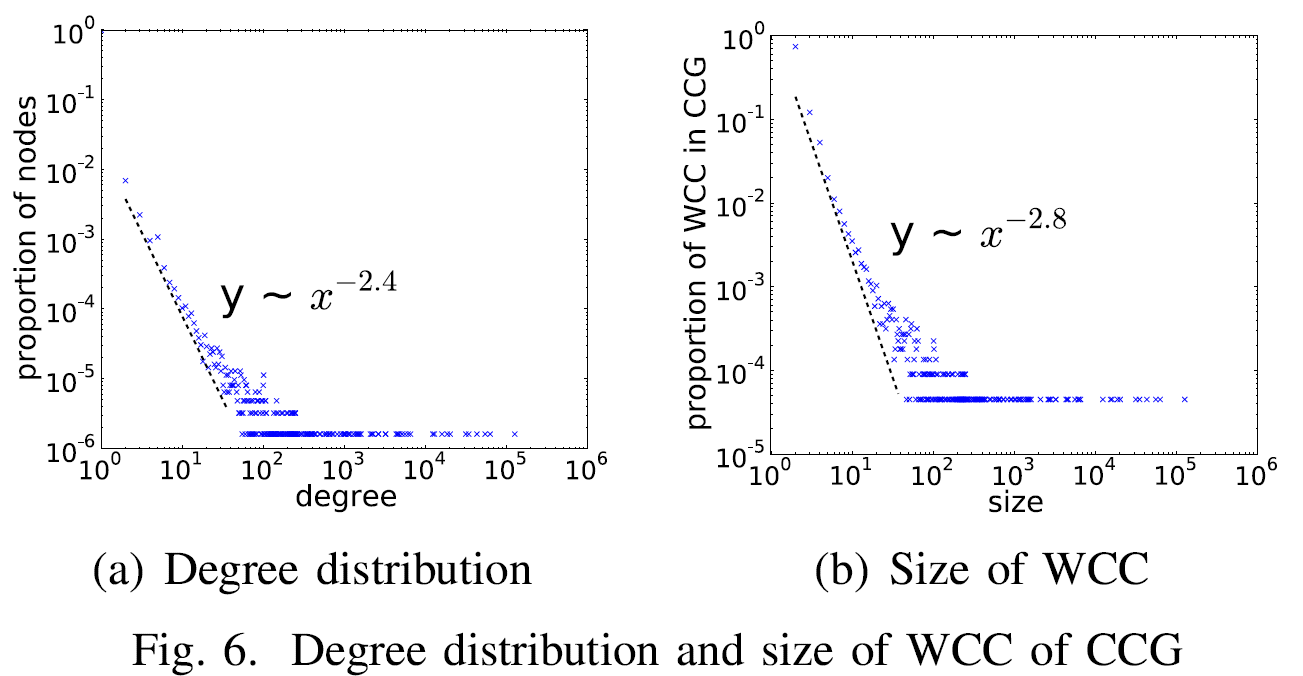 10^0
10^-1
10^-2
10^-3
10^-4
10^-5
10^-6
proportion of nodes
y ~ x^−2.4
10^0 10^1 10^2 10^3 10^4 10^5 10^6
degree
(a) Degree distribution
10^0
10^-1
10^-2
10^-3
10^-4
10^-5
proportion of WCC in CCG
y ~ x^−2.8
10^0 10^1 10^2 10^3 10^4 10^5 10^6
size
(b) Size of WCC
Fig. 6. Degree distribution and size of WCC of CCG